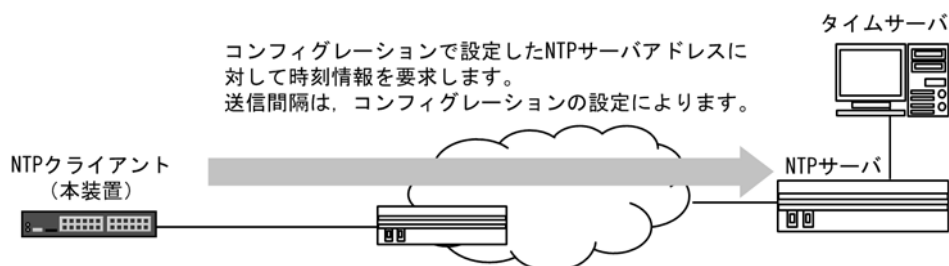 タイムサーバ
コンフィグレーションで設定したNTPサーバアドレスに
対して時刻情報を要求します。
送信間隔は，コンフィグレーションの設定によります。
NTPクライアント
（本装置）
NTPサーバ